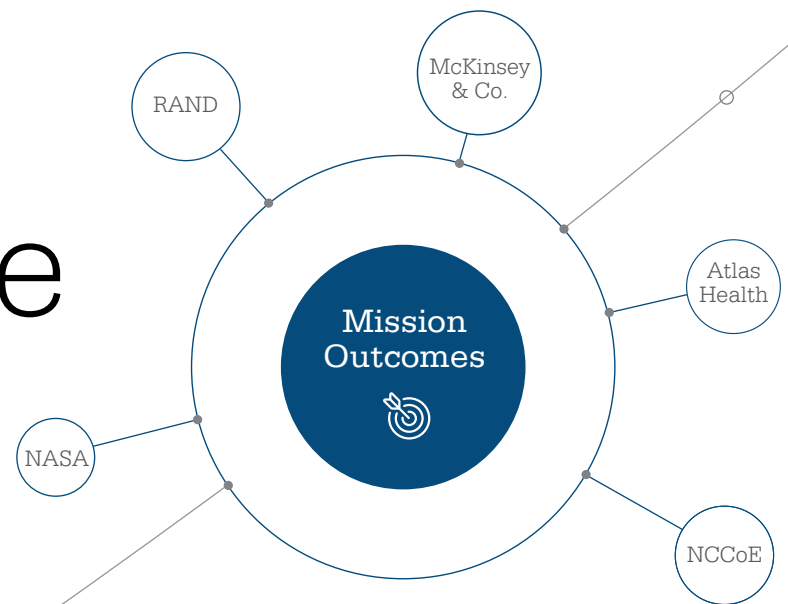 McKinsey
& Co.
RAND
e
Atlas
Health
Mission
Outcomes
NASA
NCCoE